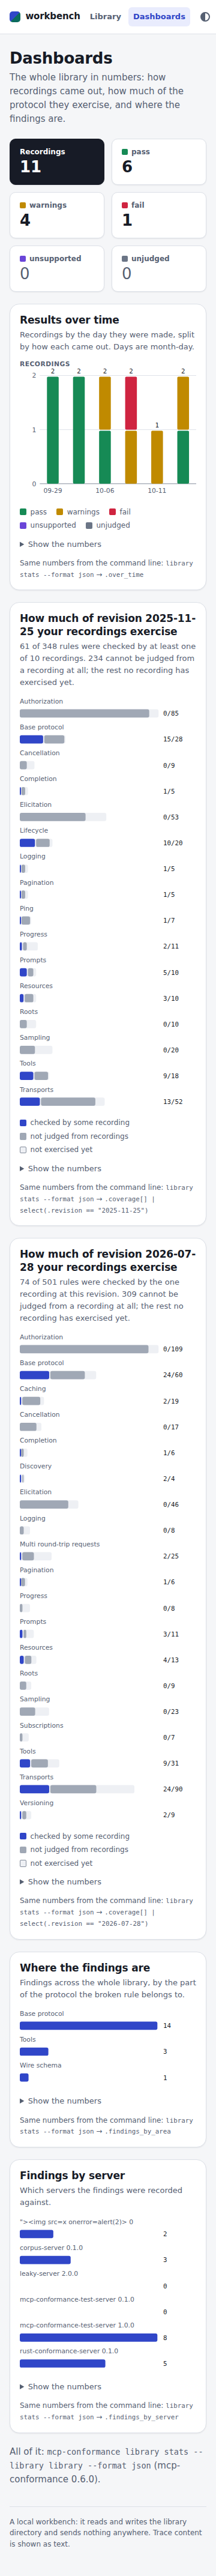 workbench Library Dashboards
Dashboards
The whole library in numbers: how
recordings came out, how much of the
protocol they exercise, and where the
findings are.
Recordings
11
pass
6
warnings
4
fail
1
unsupported
0
unjudged
0
Results over time
Recordings by the day they were made, split
by how each came out. Days are month-day.
RECORDINGS
2 2 2 2 2 1 2
1
0
09-29 10-06 10-11
pass warnings fail
unsupported unjudged
▶ Show the numbers
Same numbers from the command line: library
stats --format json → .over_time
How much of revision 2025-11-
25 your recordings exercise
61 of 348 rules were checked by at least one
of 10 recordings. 234 cannot be judged from
a recording at all; the rest no recording has
exercised yet.
Authorization
0/85
Base protocol
15/28
Cancellation
0/9
Completion
1/5
Elicitation
0/53
Lifecycle
10/20
Logging
1/5
Pagination
1/5
Ping
1/7
Progress
2/11
Prompts
5/10
Resources
3/10
Roots
0/10
Sampling
0/20
Tools
9/18
Transports
13/52
checked by some recording
not judged from recordings
not exercised yet
▶ Show the numbers
Same numbers from the command line: library
stats --format json → .coverage[] |
select(.revision == "2025-11-25")
How much of revision 2026-07-
28 your recordings exercise
74 of 501 rules were checked by the one
recording at this revision. 309 cannot be
judged from a recording at all; the rest no
recording has exercised yet.
Authorization
0/109
Base protocol
24/60
Caching
2/19
Cancellation
0/17
Completion
1/6
Discovery
2/4
Elicitation
0/46
Logging
0/8
Multi round-trip requests
2/25
Pagination
1/6
Progress
0/8
Prompts
3/11
Resources
4/13
Roots
0/9
Sampling
0/23
Subscriptions
0/7
Tools
9/31
Transports
24/90
Versioning
2/9
checked by some recording
not judged from recordings
not exercised yet
▶ Show the numbers
Same numbers from the command line: library
stats --format json → .coverage[] |
select(.revision == "2026-07-28")
Where the findings are
Findings across the whole library, by the part
of the protocol the broken rule belongs to.
Base protocol
14
Tools
3
Wire schema
1
▶ Show the numbers
Same numbers from the command line: library
stats --format json → .findings_by_area
Findings by server
Which servers the findings were recorded
against.
"><img src=x onerror=alert(2)> 0
2
corpus-server 0.1.0
3
leaky-server 2.0.0
0
mcp-conformance-test-server 0.1.0
0
mcp-conformance-test-server 1.0.0
8
rust-conformance-server 0.1.0
5
▶ Show the numbers
Same numbers from the command line: library
stats --format json → .findings_by_server
All of it: mcp-conformance library stats --
library library --format json (mcp-
conformance 0.6.0).
A local workbench: it reads and writes the library
directory and sends nothing anywhere. Trace content
is shown as text.